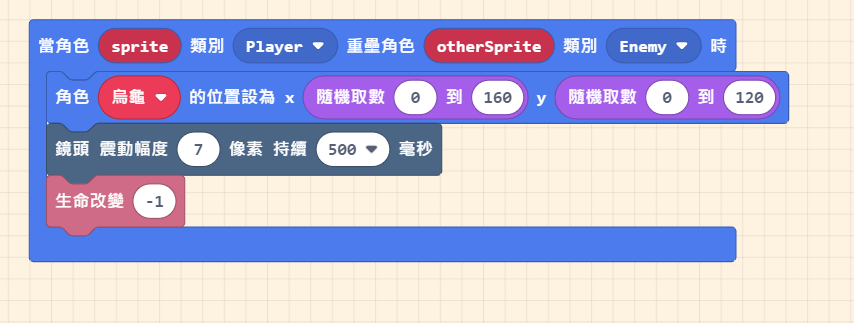 當角色 sprite 類別 Player 重疊角色 otherSprite 類別 Enemy 時
角色 烏龜 的位置設為 x 隨機取數 0 到 160 y 隨機取數 0 到 120
鏡頭 震動幅度 7 像素 持續 500 毫秒
生命改變 -1